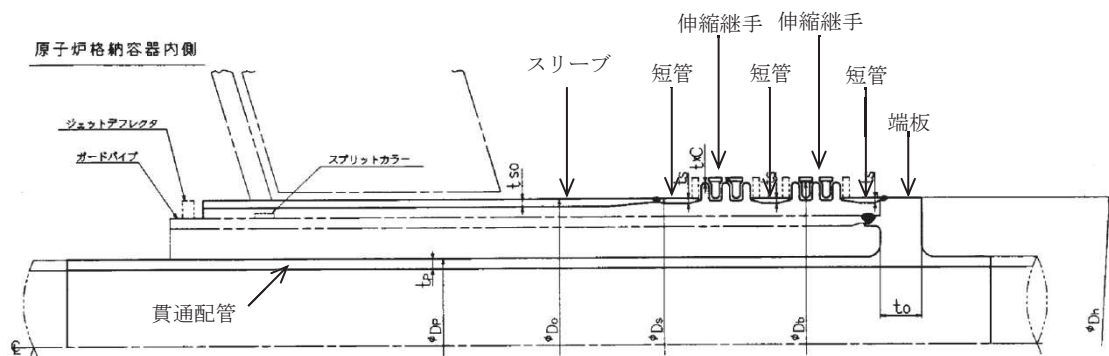 伸縮継手
伸縮継手
原子炉格納容器内側
スリーブ
短管
短管
短管
端板
ジェットデフレクタ
ガードパイプ
スプリットカラー
tso
ts
t×C
貫通配管
tp
φDp
φDo
φDs
φDb
to
φDh
℄